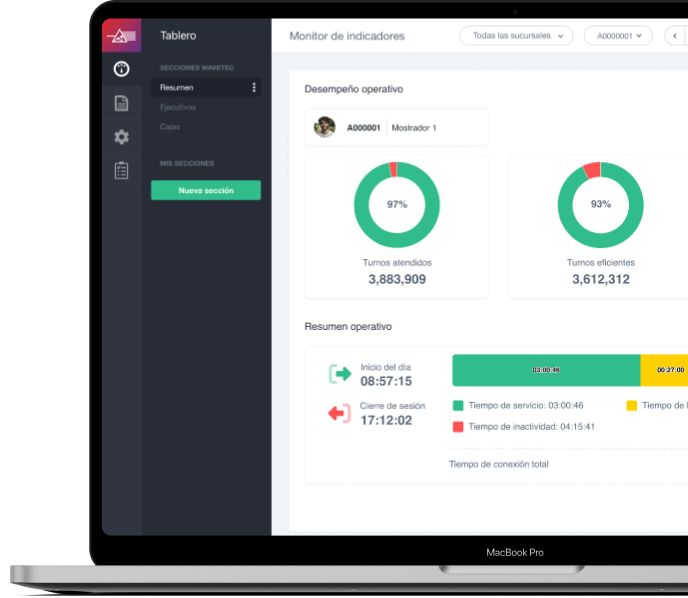 Tablero
Monitor de indicadores
Todas las sucursales
A0000001
SECCIONES WAVETEC
Resumen
Ejecutivos
Cajas
MIS SECCIONES
Nueva sección
Desempeño operativo
A000001 Mostrador 1
97%
Turnos atendidos
3,883,909
93%
Turnos eficientes
3,612,312
Resumen operativo
Inicio del día
08:57:15
Cierre de sesión
17:12:02
03:00:46
00:27:00
Tiempo de servicio: 03:00:46
Tiempo de
Tiempo de inactividad: 04:15:41
Tiempo de conexión total
MacBook Pro